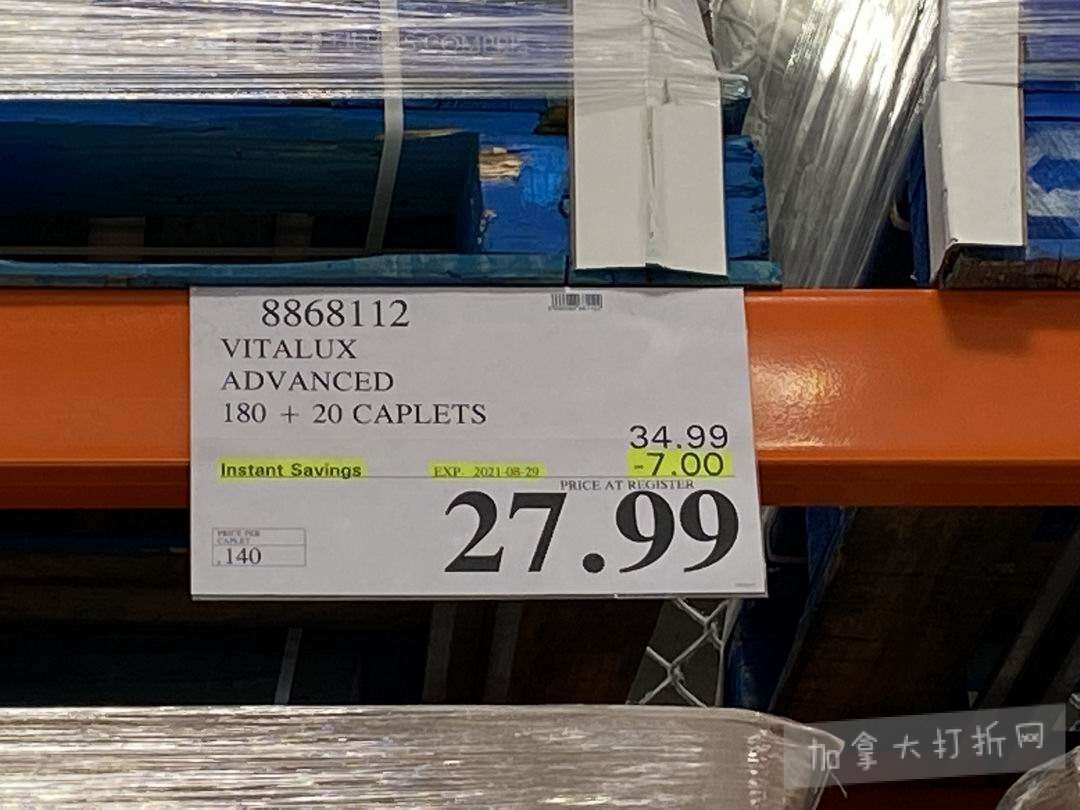 8868112
VITALUX
ADVANCED
180 + 20 CAPLETS
34.99
Instant Savings EXP. 2021-08-29 -7.00
PRICE AT REGISTER
27.99
PRICE PER
CAPLET
.140
加拿大打折网